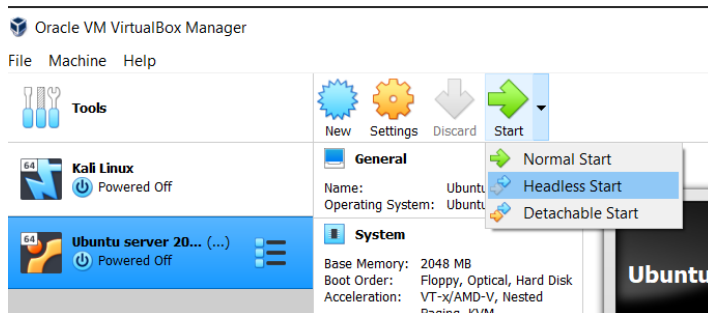 Oracle VM VirtualBox Manager
File Machine Help
Tools
New Settings Discard Start
Normal Start
Headless Start
Detachable Start
64
Kali Linux
Powered Off
64
Ubuntu server 20... (...)
Powered Off
General
Name: Ubuntu
Operating System: Ubuntu
System
Base Memory: 2048 MB
Boot Order: Floppy, Optical, Hard Disk
Acceleration: VT-x/AMD-V, Nested
Paging, KVM
Ubuntu